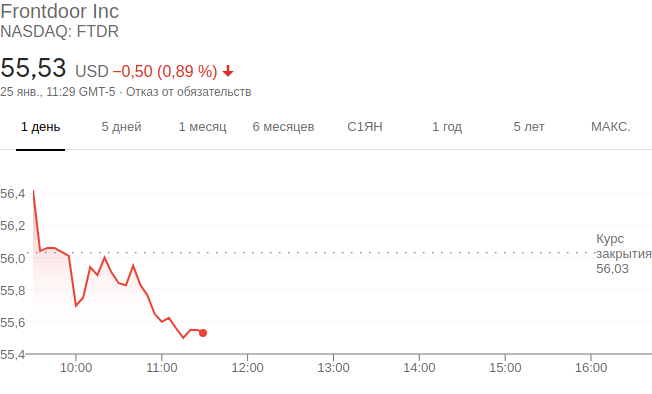 Frontdoor Inc
NASDAQ: FTDR
55,53 USD −0,50 (0,89 %)
25 янв., 11:29 GMT-5 · Отказ от обязательств
1 день 5 дней 1 месяц 6 месяцев С1ЯН 1 год 5 лет МАКС.
56,4
56,2
56,0
55,8
55,6
55,4
Курс
закрытия
56,03
10:00 11:00 12:00 13:00 14:00 15:00 16:00